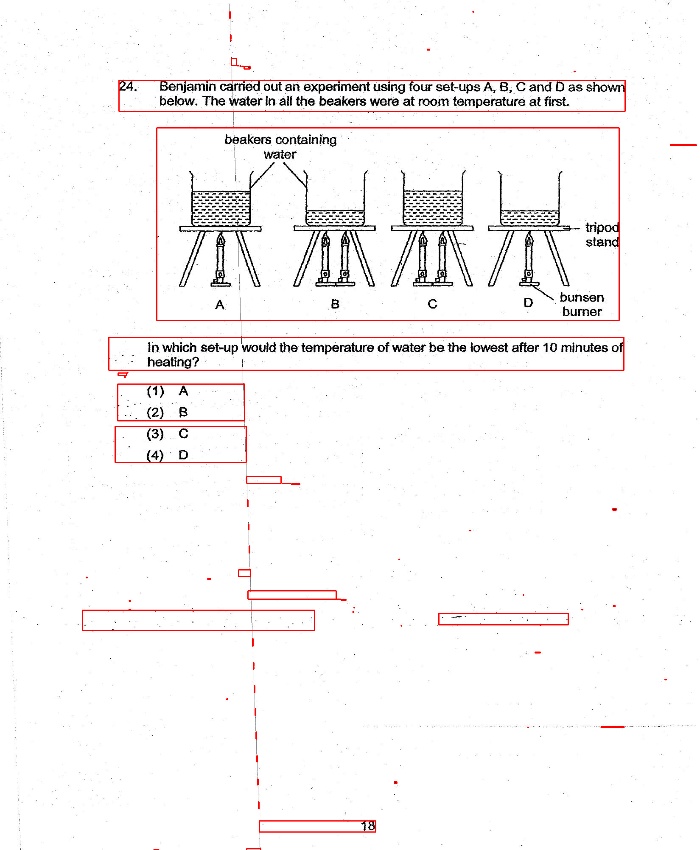 24. Benjamin carried out an experiment using four set-ups A, B, C and D as shown
below. The water in all the beakers were at room temperature at first.
beakers containing
water
tripod
stand
A B C D
bunsen
burner
In which set-up would the temperature of water be the lowest after 10 minutes of
heating?
(1) A
(2) B
(3) C
(4) D
18